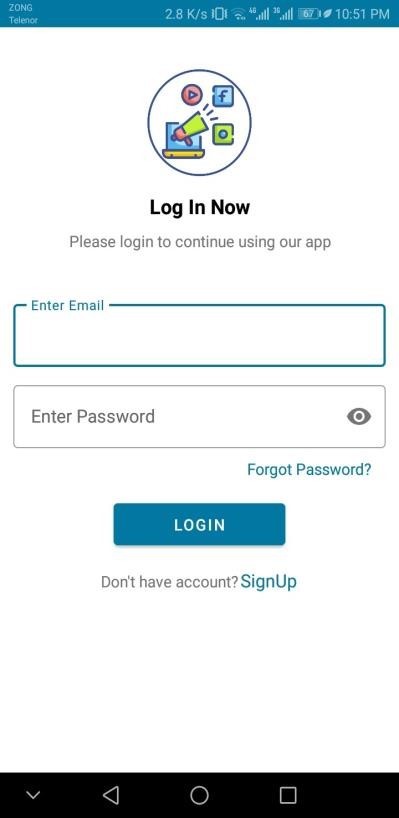 ZONG
Telenor
2.8 K/s 4G 3G 67 10:51 PM
Log In Now
Please login to continue using our app
Enter Email
Enter Password
Forgot Password?
LOGIN
Don't have account? SignUp